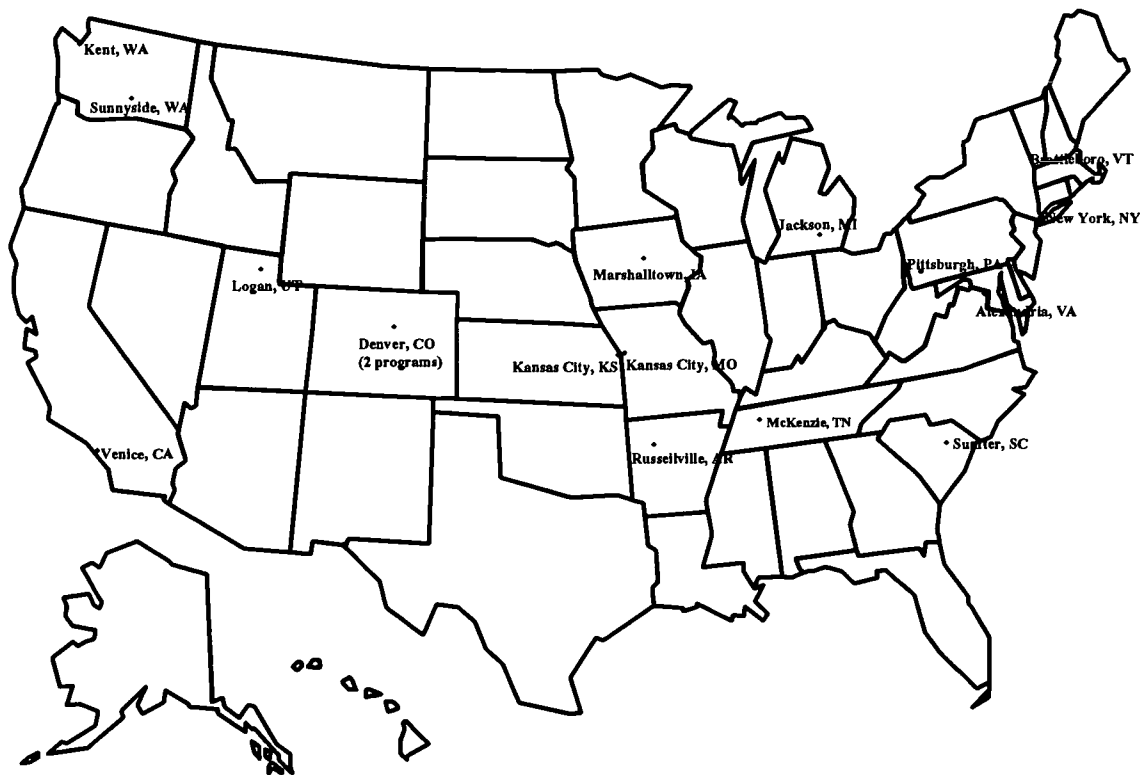 Kent, WA
Sunnyside, WA
Brattleboro, VT
New York, NY
Jackson, MI
Pittsburgh, PA
Marshalltown, IA
Logan, UT
Alexandria, VA
Denver, CO
(2 programs)
Kansas City, KS
Kansas City, MO
McKenzie, TN
Sumter, SC
Venice, CA
Russellville, AR